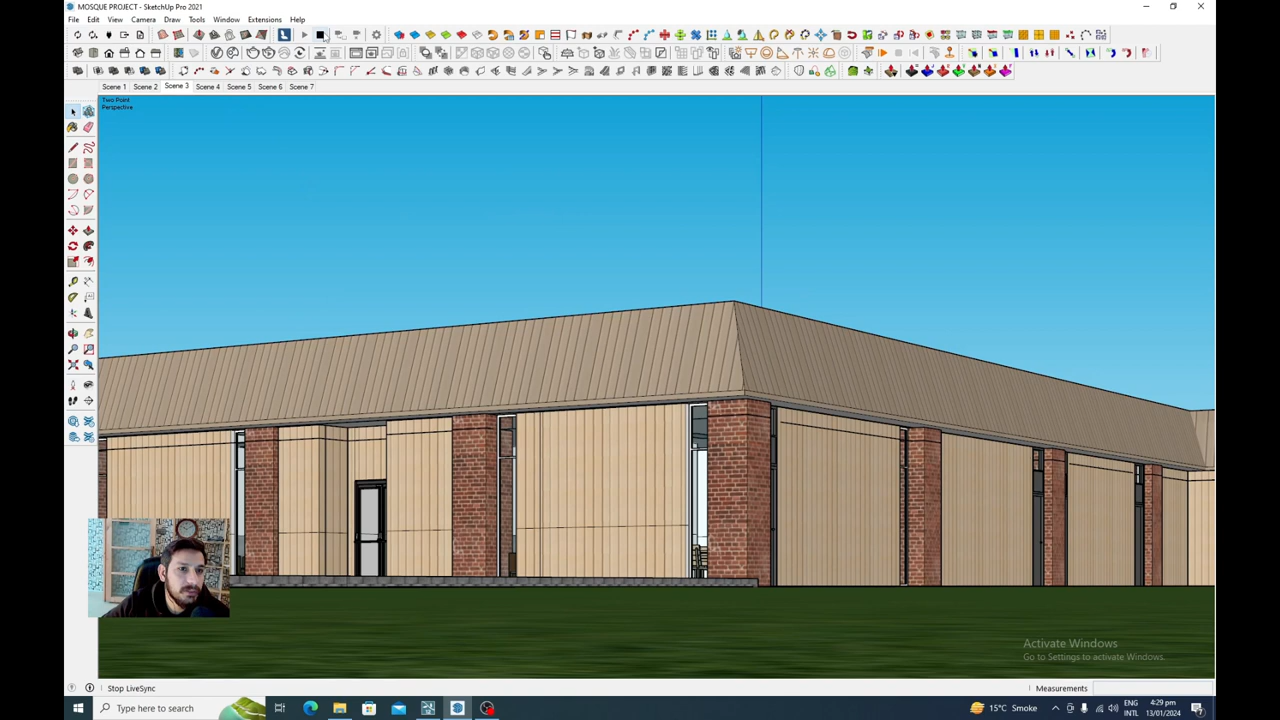 MOSQUE PROJECT - SketchUp Pro 2021
File Edit View Camera Draw Tools Window Extensions Help
Scene 1 Scene 2 Scene 3 Scene 4 Scene 5 Scene 6 Scene 7
Two Point
Perspective
Activate Windows
Go to Settings to activate Windows.
Stop LiveSync
Measurements
Type here to search
15°C Smoke
ENG
INTL
4:29 PM
13/01/2024